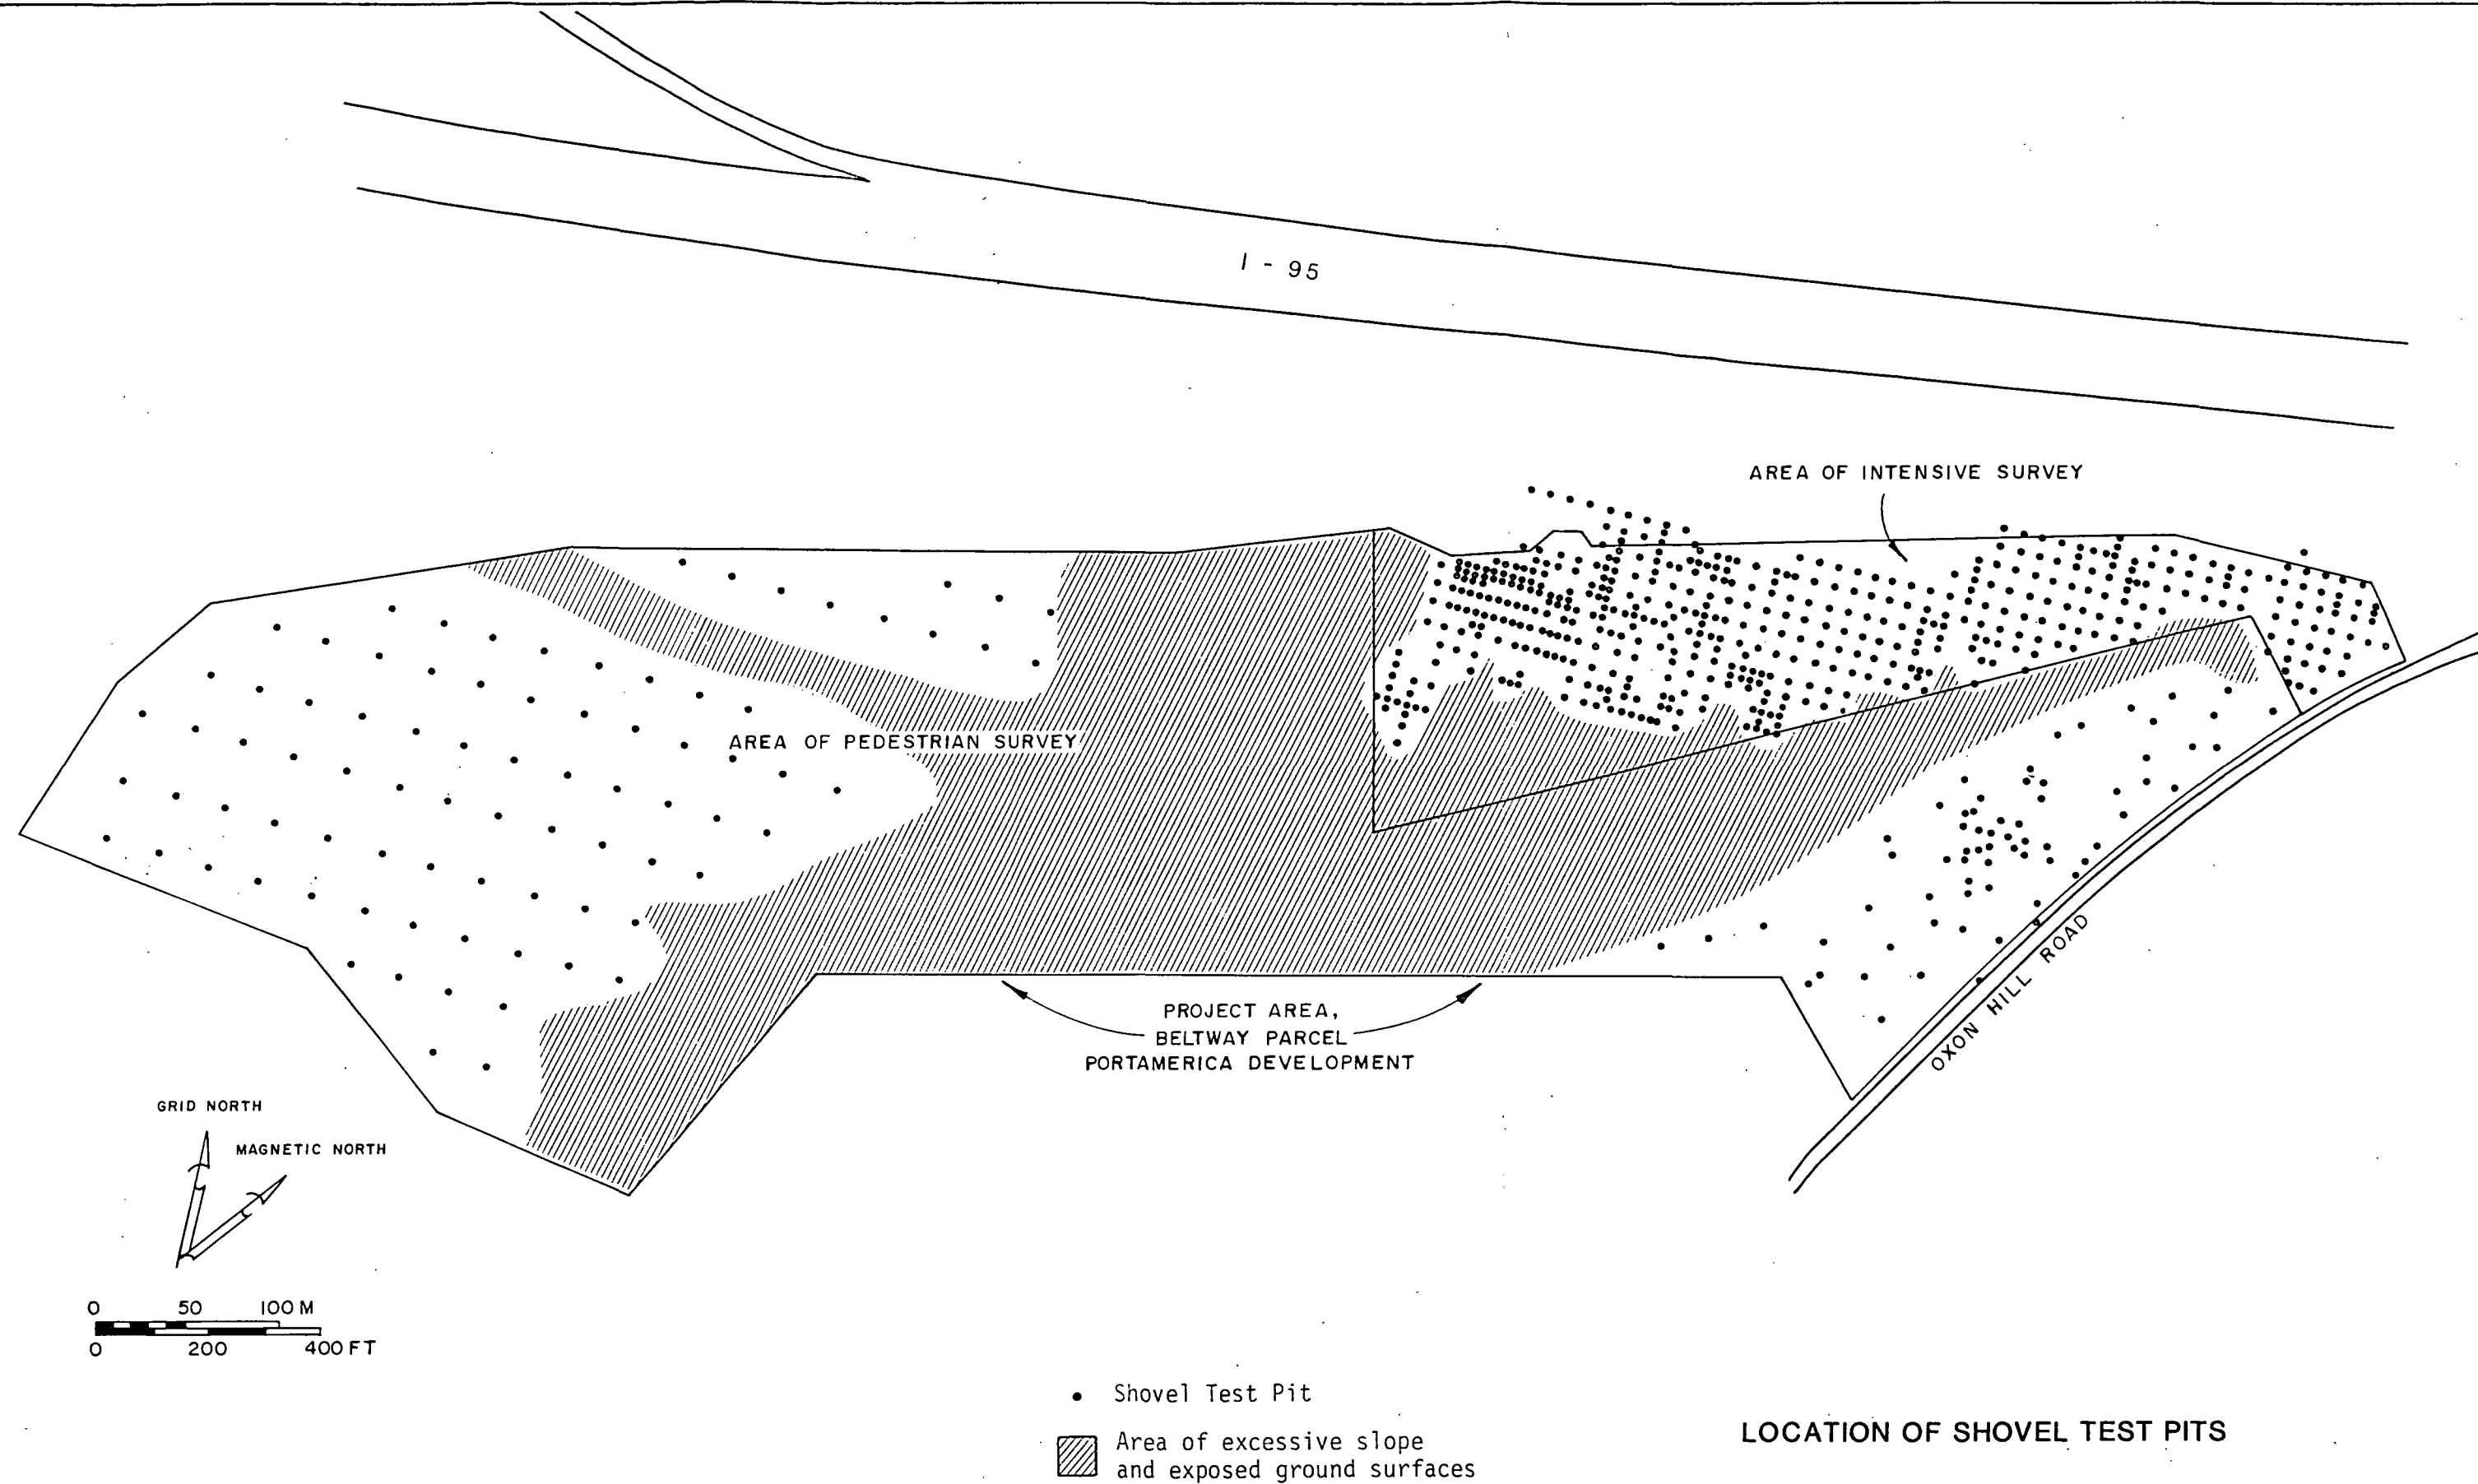 I - 95
AREA OF INTENSIVE SURVEY
AREA OF PEDESTRIAN SURVEY
PROJECT AREA,
BELTWAY PARCEL
PORTAMERICA DEVELOPMENT
OXON HILL ROAD
GRID NORTH
MAGNETIC NORTH
0 50 100 M
0 200 400 FT
Shovel Test Pit
Area of excessive slope
and exposed ground surfaces
LOCATION OF SHOVEL TEST PITS